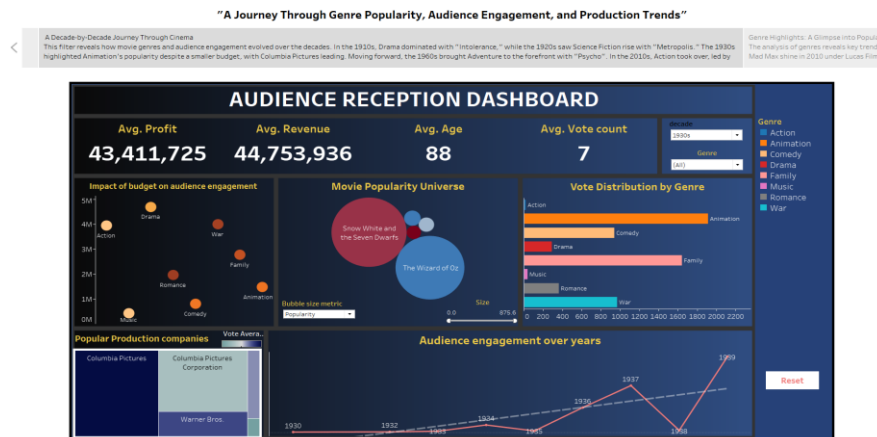 "A Journey Through Genre Popularity, Audience Engagement, and Production Trends"
A Decade-by-Decade Journey Through Cinema
This filter reveals how movie genres and audience engagement evolved over the decades. In the 1910s, Drama dominated with "Intolerance," while the 1920s saw Science Fiction rise with "Metropolis." The 1930s
highlighted Animation's popularity despite a smaller budget, with Columbia Pictures leading. Moving forward, the 1960s brought Adventure to the forefront with "Psycho". In the 2010s, Action took over, led by
Genre Highlights: A Glimpse into Popul
The analysis of genres reveals key trend
Mad Max shine in 2010 under Lucas Film
AUDIENCE RECEPTION DASHBOARD
Avg. Profit
43,411,725
Avg. Revenue
44,753,936
Avg. Age
88
Avg. Vote count
7
decade
1930s
Genre
(All)
Genre
Action
Animation
Comedy
Drama
Family
Music
Romance
War
Impact of budget on audience engagement
5M
4M
3M
2M
1M
0M
Action
Drama
War
Family
Romance
Animation
Comedy
Music
Movie Popularity Universe
Snow White and
the Seven Dwarfs
The Wizard of Oz
Bubble size metric
Popularity
Size
0.0
875.6
Vote Distribution by Genre
Action
Animation
Comedy
Drama
Family
Music
Romance
War
0 200 400 600 800 1000 1200 1400 1600 1800 2000 2200
Popular Production companies
Vote Avera..
Columbia Pictures
Columbia Pictures
Corporation
Warner Bros.
Audience engagement over years
1930
1932
1933
1934
1935
1936
1937
1938
1939
Reset